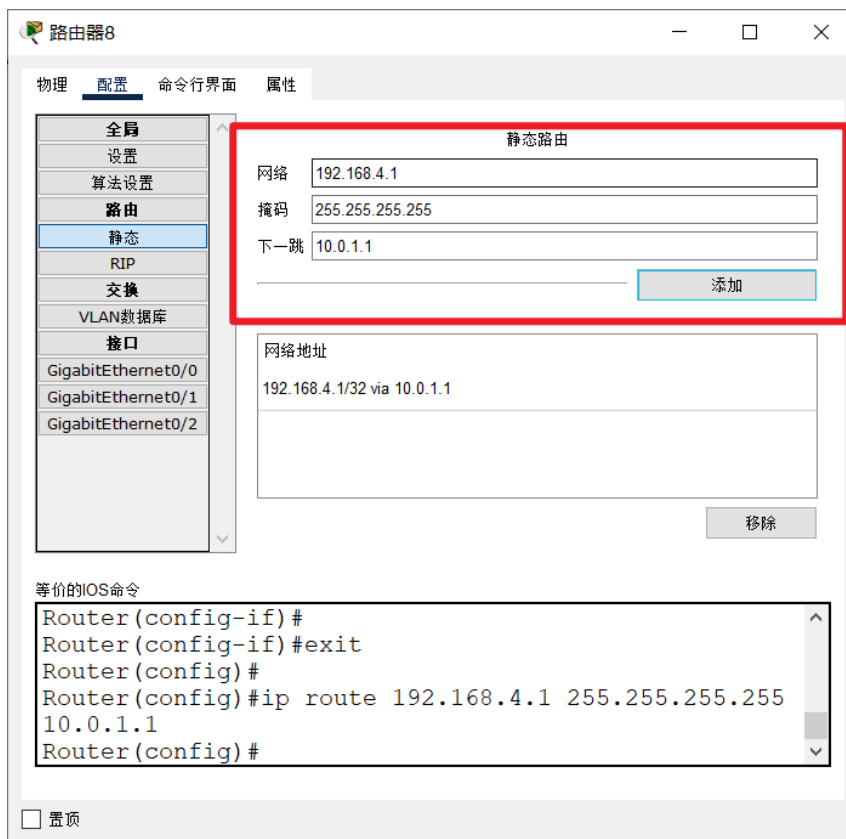 路由器8
物理 配置 命令行界面 属性
全局
设置
算法设置
路由
静态
RIP
交换
VLAN数据库
接口
GigabitEthernet0/0
GigabitEthernet0/1
GigabitEthernet0/2
静态路由
网络 192.168.4.1
掩码 255.255.255.255
下一跳 10.0.1.1
添加
网络地址
192.168.4.1/32 via 10.0.1.1
移除
等价的IOS命令
Router(config-if)#
Router(config-if)#exit
Router(config)#
Router(config)#ip route 192.168.4.1 255.255.255.255
10.0.1.1
Router(config)#
置顶